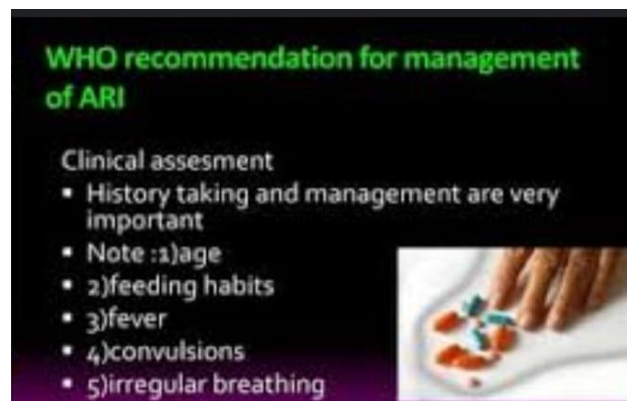 WHO recommendation for management
of ARI
Clinical assesment
▪ History taking and management are very
important
▪ Note :1)age
▪ 2)feeding habits
▪ 3)fever
▪ 4)convulsions
▪ 5)irregular breathing